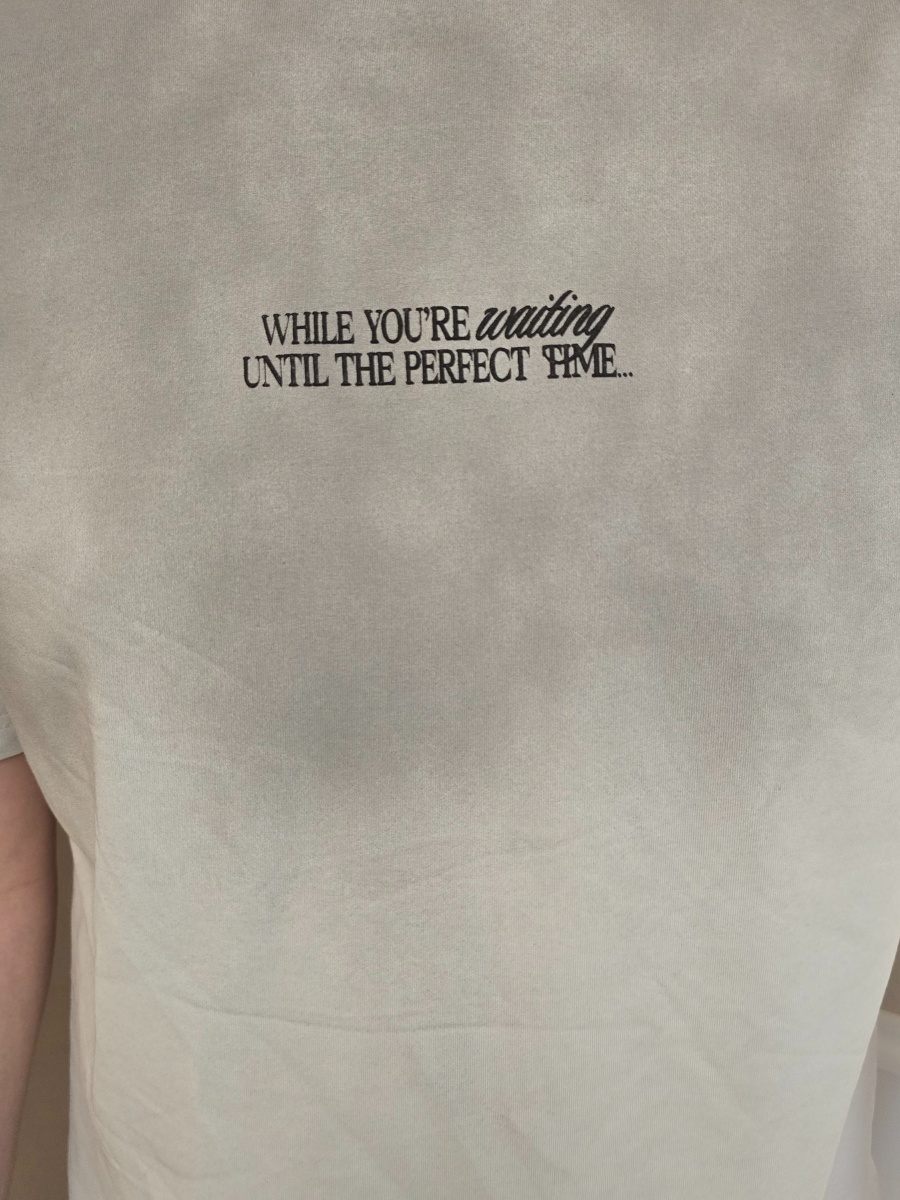 WHILE YOU'RE waiting
UNTIL THE PERFECT TIME...